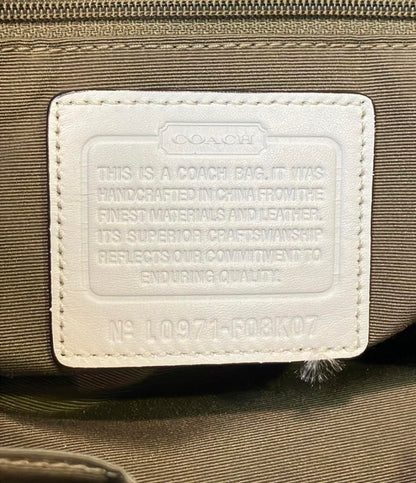 COACH
THIS IS A COACH BAG. IT WAS
HANDCRAFTED IN CHINA FROM THE
FINEST MATERIALS AND LEATHER.
ITS SUPERIOR CRAFTSMANSHIP
REFLECTS OUR COMMITMENT TO
ENDURING QUALITY.
Nº L0971-F03K07